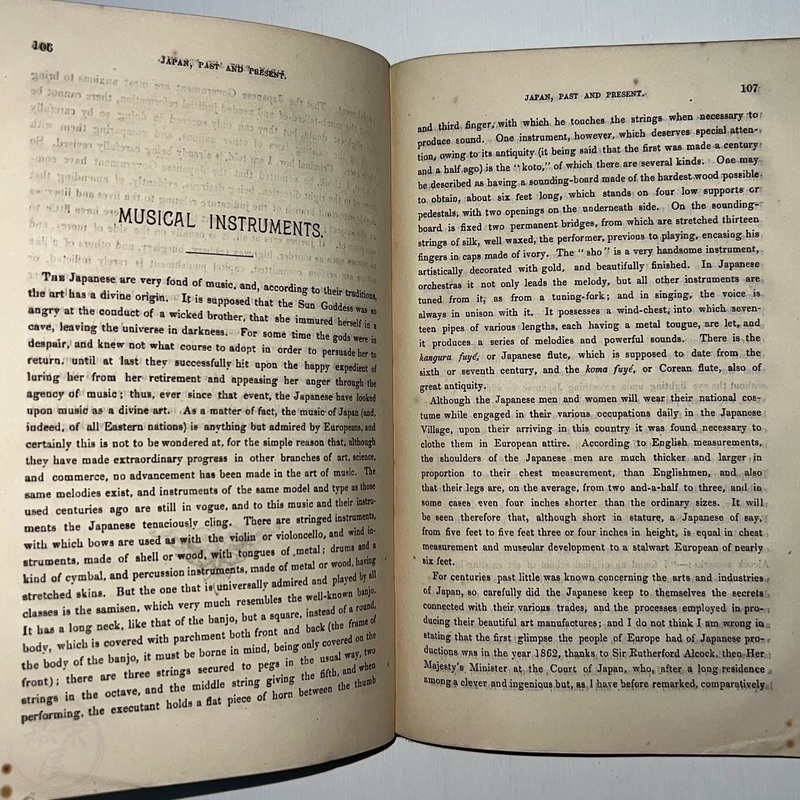 106
JAPAN, PAST AND PRESENT.
MUSICAL INSTRUMENTS.
THE Japanese are very fond of music, and, according to their traditions,
the art has a divine origin. It is supposed that the Sun Goddess was so
angry at the conduct of a wicked brother, that she immured herself in a
cave, leaving the universe in darkness. For some time the gods were in
despair, and knew not what course to adopt in order to persuade her to
return, until at last they successfully hit upon the happy expedient of
luring her from her retirement and appeasing her anger through the
agency of music; thus, ever since that event, the Japanese have looked
upon music as a divine art. As a matter of fact, the music of Japan (and,
indeed, of all Eastern nations) is anything but admired by Europeans, and
certainly this is not to be wondered at, for the simple reason that, although
they have made extraordinary progress in other branches of art, science,
and commerce, no advancement has been made in the art of music. The
same melodies exist, and instruments of the same model and type as those
used centuries ago are still in vogue, and to this music and their instru-
ments the Japanese tenaciously cling. There are stringed instruments,
with which bows are used as with the violin or violoncello, and wind in-
struments, made of shell or wood, with tongues of metal; drums and a
kind of cymbal, and percussion instruments, made of metal or wood, having
stretched skins. But the one that is universally admired and played by all
classes is the samisen, which very much resembles the well-known banjo.
It has a long neck, like that of the banjo, but a square, instead of a round,
body, which is covered with parchment both front and back (the frame of
the body of the banjo, it must be borne in mind, being only covered on the
front); there are three strings secured to pegs in the usual way, two
strings in the octave, and the middle string giving the fifth, and when
performing, the executant holds a flat piece of horn between the thumb
JAPAN, PAST AND PRESENT.
107
and third finger, with which he touches the strings when necessary to
produce sound. One instrument, however, which deserves special atten-
tion, owing to its antiquity (it being said that the first was made a century
and a half ago) is the "koto," of which there are several kinds. One may
be described as having a sounding-board made of the hardest wood possible
to obtain, about six feet long, which stands on four low supports or
pedestals, with two openings on the underneath side. On the sounding-
board is fixed two permanent bridges, from which are stretched thirteen
strings of silk, well waxed, the performer, previous to playing, encasing his
fingers in caps made of ivory. The "sho" is a very handsome instrument,
artistically decorated with gold, and beautifully finished. In Japanese
orchestras it not only leads the melody, but all other instruments are
tuned from it, as from a tuning-fork; and in singing, the voice is
always in unison with it. It possesses a wind-chest, into which seven-
teen pipes of various lengths, each having a metal tongue, are let, and
it produces a series of melodies and powerful sounds. There is the
kangura fuyé, or Japanese flute, which is supposed to date from the
sixth or seventh century, and the koma fuyé, or Corean flute, also of
great antiquity.
Although the Japanese men and women will wear their national cos-
tume while engaged in their various occupations daily in the Japanese
Village, upon their arriving in this country it was found necessary to
clothe them in European attire. According to English measurements,
the shoulders of the Japanese men are much thicker and larger in
proportion to their chest measurement, than Englishmen, and also
that their legs are, on the average, from two and-a-half to three, and in
some cases even four inches shorter than the ordinary sizes. It will
be seen therefore that, although short in stature, a Japanese of say,
from five feet to five feet three or four inches in height, is equal in chest
measurement and muscular development to a stalwart European of nearly
six feet.
For centuries past little was known concerning the arts and industries
of Japan, so carefully did the Japanese keep to themselves the secrets
connected with their various trades, and the processes employed in pro-
ducing their beautiful art manufactures; and I do not think I am wrong in
stating that the first glimpse the people of Europe had of Japanese pro-
ductions was in the year 1862, thanks to Sir Rutherford Alcock, then Her
Majesty's Minister at the Court of Japan, who, after a long residence
among a clever and ingenious but, as I have before remarked, comparatively